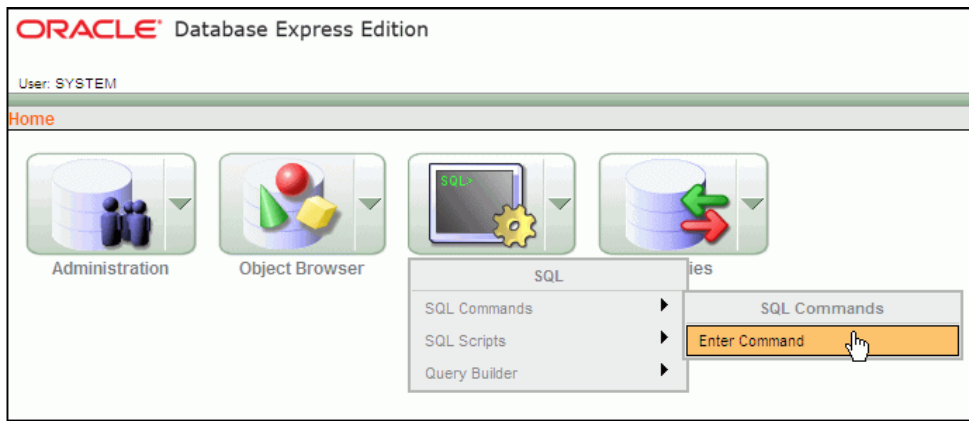 ORACLE® Database Express Edition
User: SYSTEM
Home
SQL>
Administration
Object Browser
ies
SQL
SQL Commands
SQL Scripts
Query Builder
SQL Commands
Enter Command